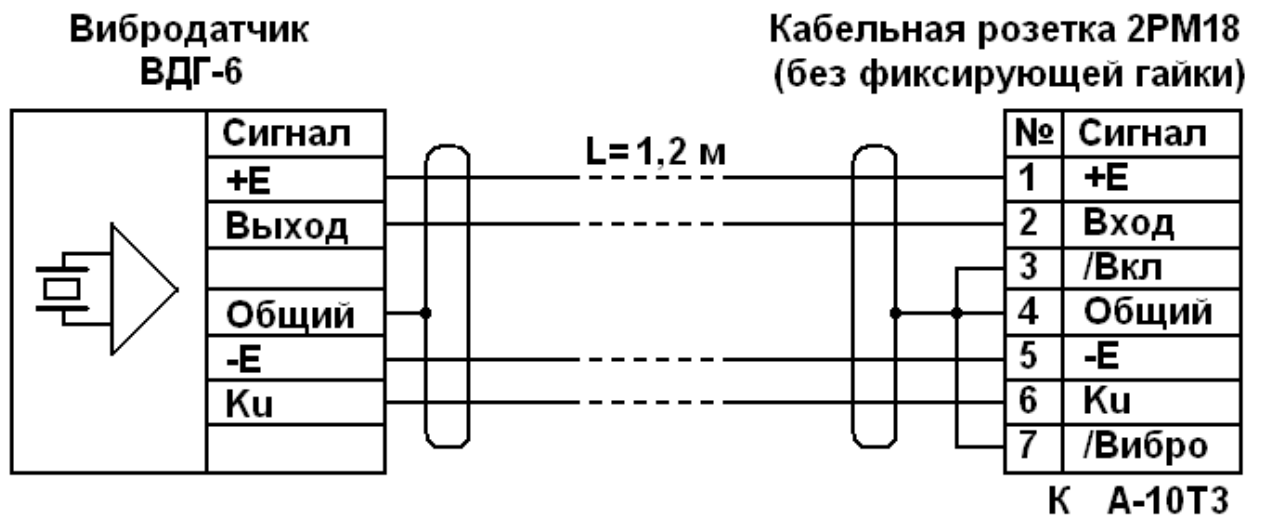 Вибродатчик
ВДГ-6
Кабельная розетка 2РМ18
(без фиксирующей гайки)
Сигнал
+E
Выход
Общий
-E
Ku
L=1,2 м
№ Сигнал
1 +E
2 Вход
3 /Вкл
4 Общий
5 -E
6 Ku
7 /Вибро
К А-10Т3